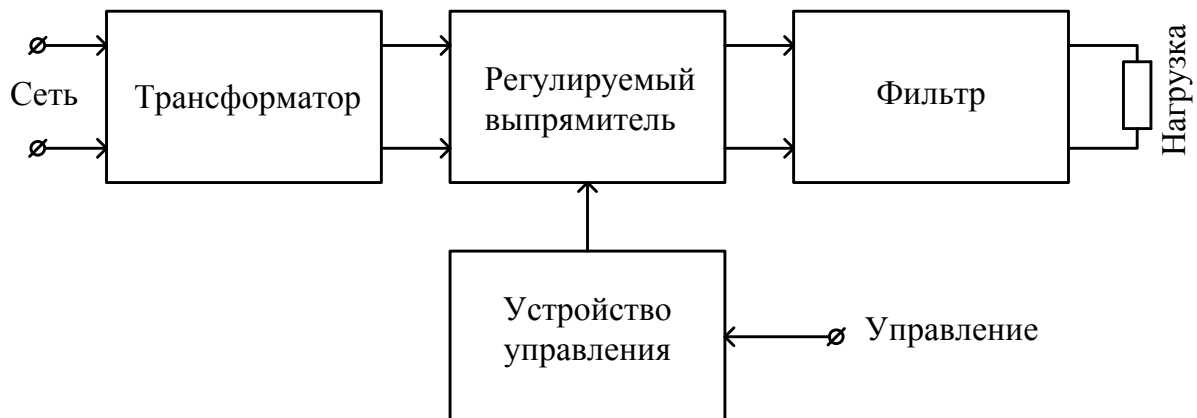 Сеть
Трансформатор
Регулируемый
выпрямитель
Фильтр
Нагрузка
Устройство
управления
Управление